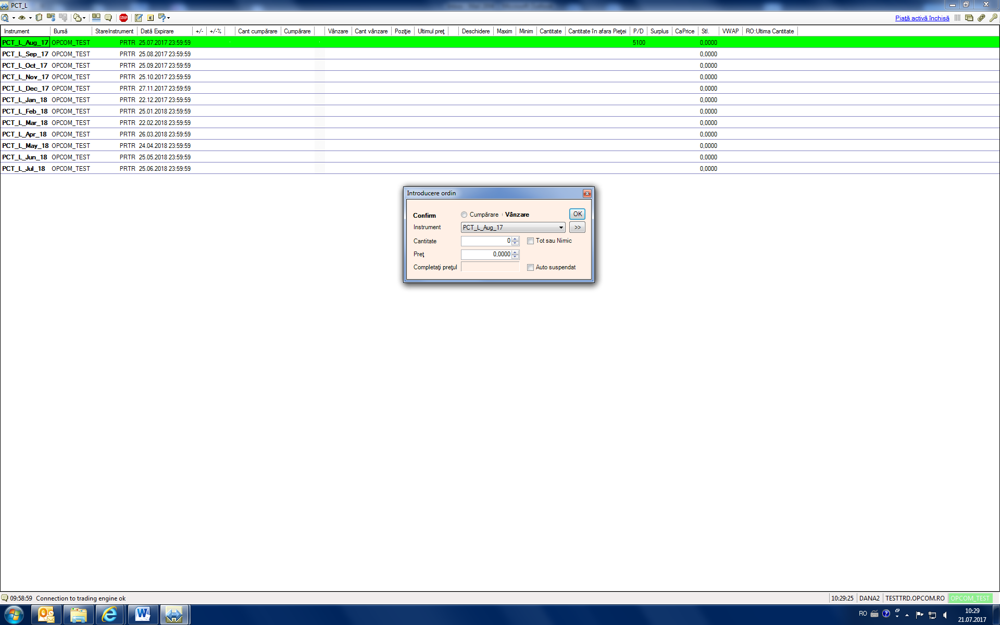 PCT_L
Piaţă activă închisă
Instrument Bursă StareInstrument Dată Expirare +/- +/-% Cant cumpărare Cumpărare Vânzare Cant vânzare Poziţie Ultimul preţ Deschidere Maxim Minim Cantitate Cantitate în afara Pieţei P/D Surplus CaPrice Stl. VWAP RO:Ultima Cantitate
PCT_L_Aug_17 OPCOM_TEST PRTR 25.07.2017 23:59:59 5100 0,0000
PCT_L_Sep_17 OPCOM_TEST PRTR 25.08.2017 23:59:59 0,0000
PCT_L_Oct_17 OPCOM_TEST PRTR 25.09.2017 23:59:59 0,0000
PCT_L_Nov_17 OPCOM_TEST PRTR 25.10.2017 23:59:59 0,0000
PCT_L_Dec_17 OPCOM_TEST PRTR 27.11.2017 23:59:59 0,0000
PCT_L_Jan_18 OPCOM_TEST PRTR 22.12.2017 23:59:59 0,0000
PCT_L_Feb_18 OPCOM_TEST PRTR 25.01.2018 23:59:59 0,0000
PCT_L_Mar_18 OPCOM_TEST PRTR 22.02.2018 23:59:59 0,0000
PCT_L_Apr_18 OPCOM_TEST PRTR 26.03.2018 23:59:59 0,0000
PCT_L_May_18 OPCOM_TEST PRTR 24.04.2018 23:59:59 0,0000
PCT_L_Jun_18 OPCOM_TEST PRTR 25.05.2018 23:59:59 0,0000
PCT_L_Jul_18 OPCOM_TEST PRTR 25.06.2018 23:59:59 0,0000
Introducere ordin
Confirm Cumpărare Vânzare OK
Instrument PCT_L_Aug_17 >>
Cantitate 0 Tot sau Nimic
Preţ 0,0000
Completaţi preţul Auto suspendat
09:58:59 Connection to trading engine ok 10:29:25 DANA2 TESTTRD.OPCOM.RO OPCOM_TEST
RO 10:29
21.07.2017